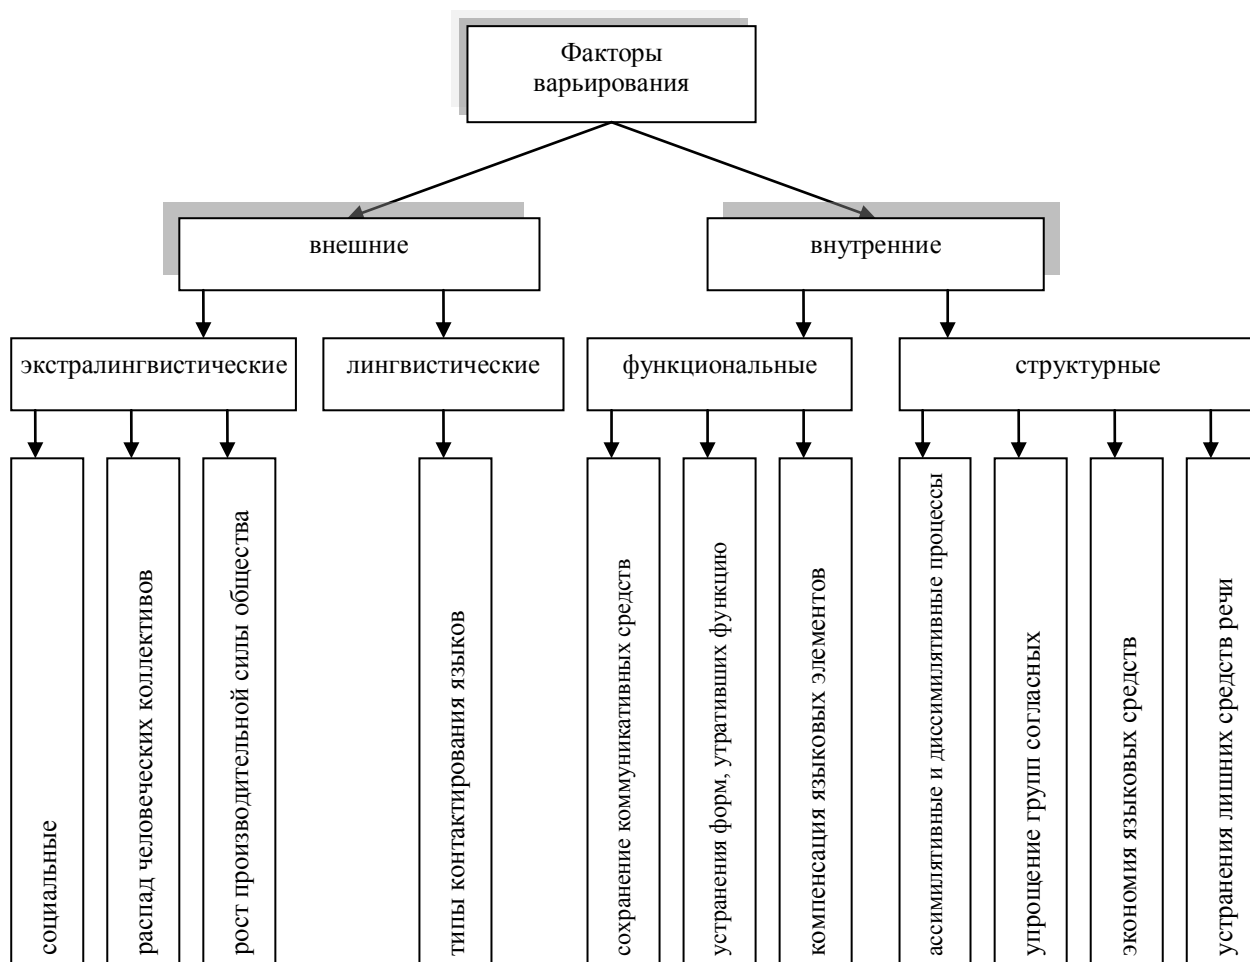 Факторы
варьирования
внешние
внутренние
экстралингвистические
лингвистические
функциональные
структурные
социальные
распад человеческих коллективов
рост производительной силы общества
типы контактирования языков
сохранение коммуникативных средств
устранения форм, утративших функцию
компенсация языковых элементов
ассимилятивные и диссимилятивные процессы
упрощение групп согласных
экономия языковых средств
устранения лишних средств речи